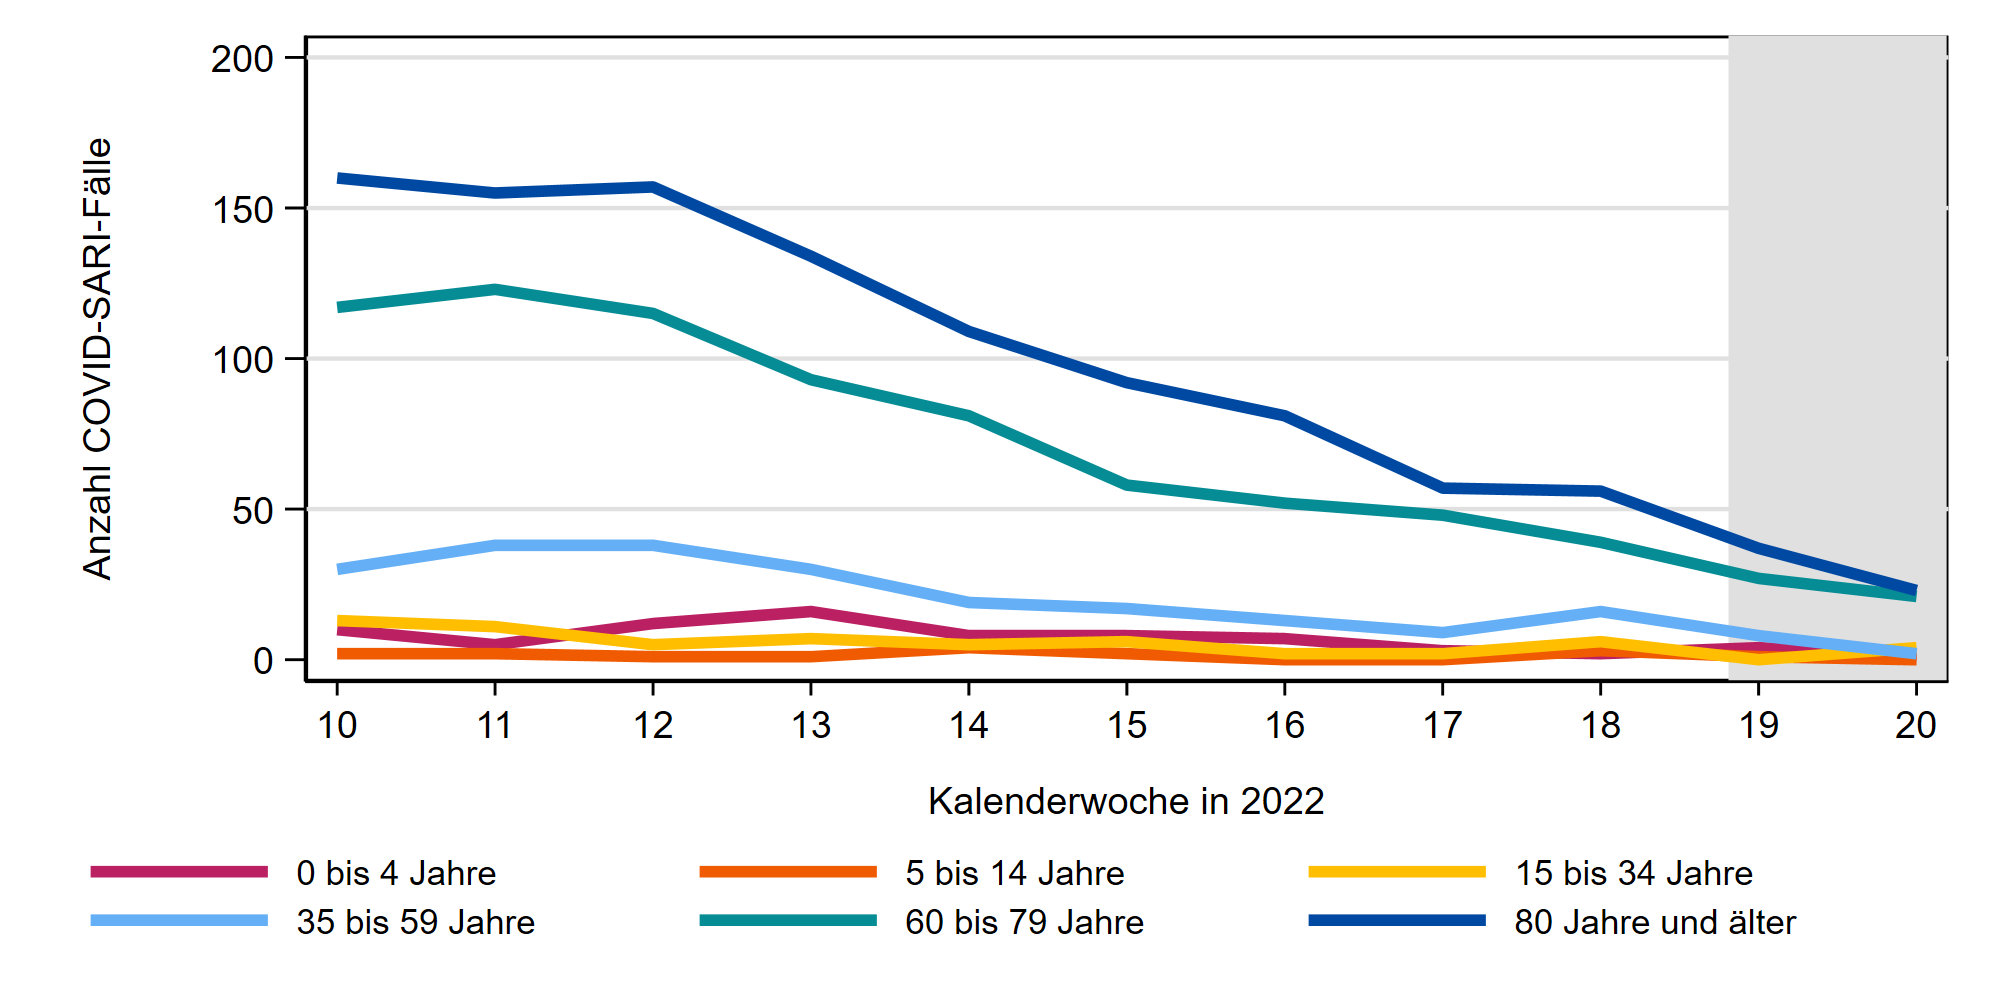 Anzahl COVID-SARI-Fälle
200
150
100
50
0
10 11 12 13 14 15 16 17 18 19 20
Kalenderwoche in 2022
0 bis 4 Jahre 5 bis 14 Jahre 15 bis 34 Jahre
35 bis 59 Jahre 60 bis 79 Jahre 80 Jahre und älter